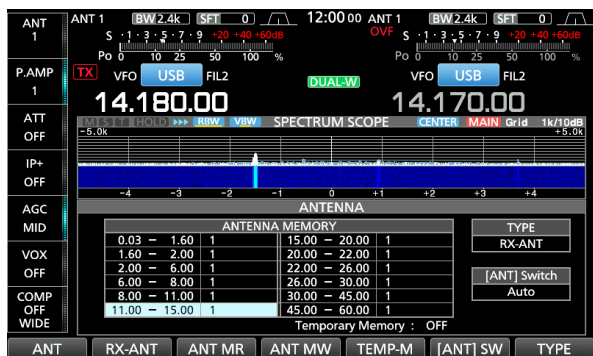 ANT 1 BW 2.4k SFT 0 12:00 00 ANT 1 BW 2.4k SFT 0
S ·1·3·5·7·9 +20 +40 +60dB OVF S ·1·3·5·7·9 +20 +40 +60dB
Po 0 10 25 50 100 % Po 0 10 25 50 100 %
TX VFO USB FIL2 DUAL-W VFO USB FIL2
14.180.00 14.170.00
M S T HOLD RBW VBW SPECTRUM SCOPE CENTER MAIN Grid 1k/10dB
-5.0k +5.0k
-4 -3 -2 -1 0 +1 +2 +3 +4
ANT
1
P.AMP
1
ATT
OFF
IP+
OFF
AGC
MID
VOX
OFF
COMP
OFF
WIDE
ANTENNA
ANTENNA MEMORY
0.03 – 1.60 1 15.00 – 20.00 1
1.60 – 2.00 1 20.00 – 22.00 1
2.00 – 6.00 1 22.00 – 26.00 1
6.00 – 8.00 1 26.00 – 30.00 1
8.00 – 11.00 1 30.00 – 45.00 1
11.00 – 15.00 1 45.00 – 60.00 1
Temporary Memory : OFF
TYPE
RX-ANT
[ANT] Switch
Auto
ANT RX-ANT ANT MR ANT MW TEMP-M [ANT] SW TYPE